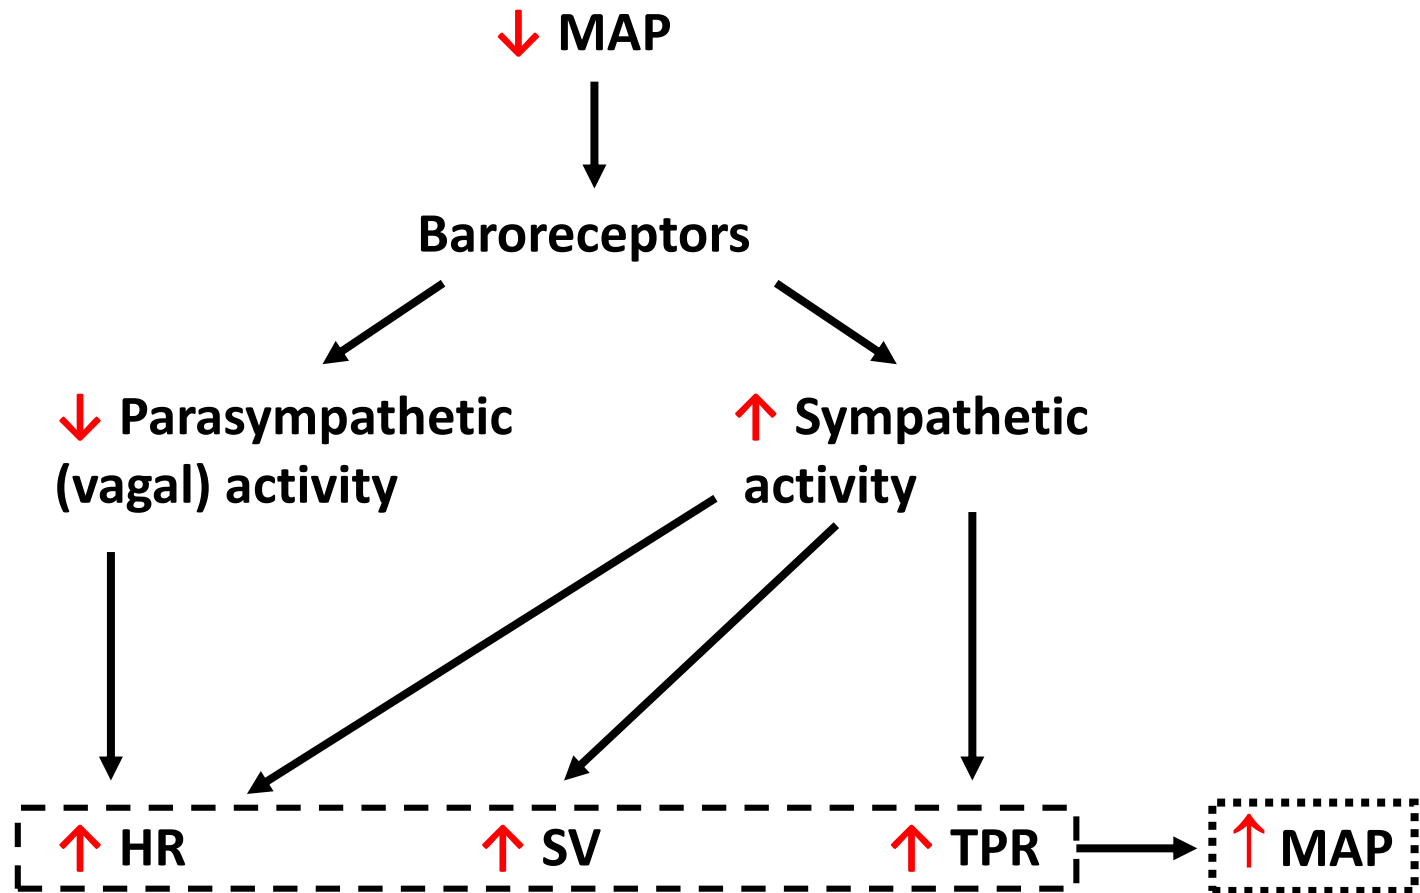 ↓ MAP
Baroreceptors
↓ Parasympathetic
(vagal) activity
↑ Sympathetic
activity
↑ HR
↑ SV
↑ TPR
↑ MAP